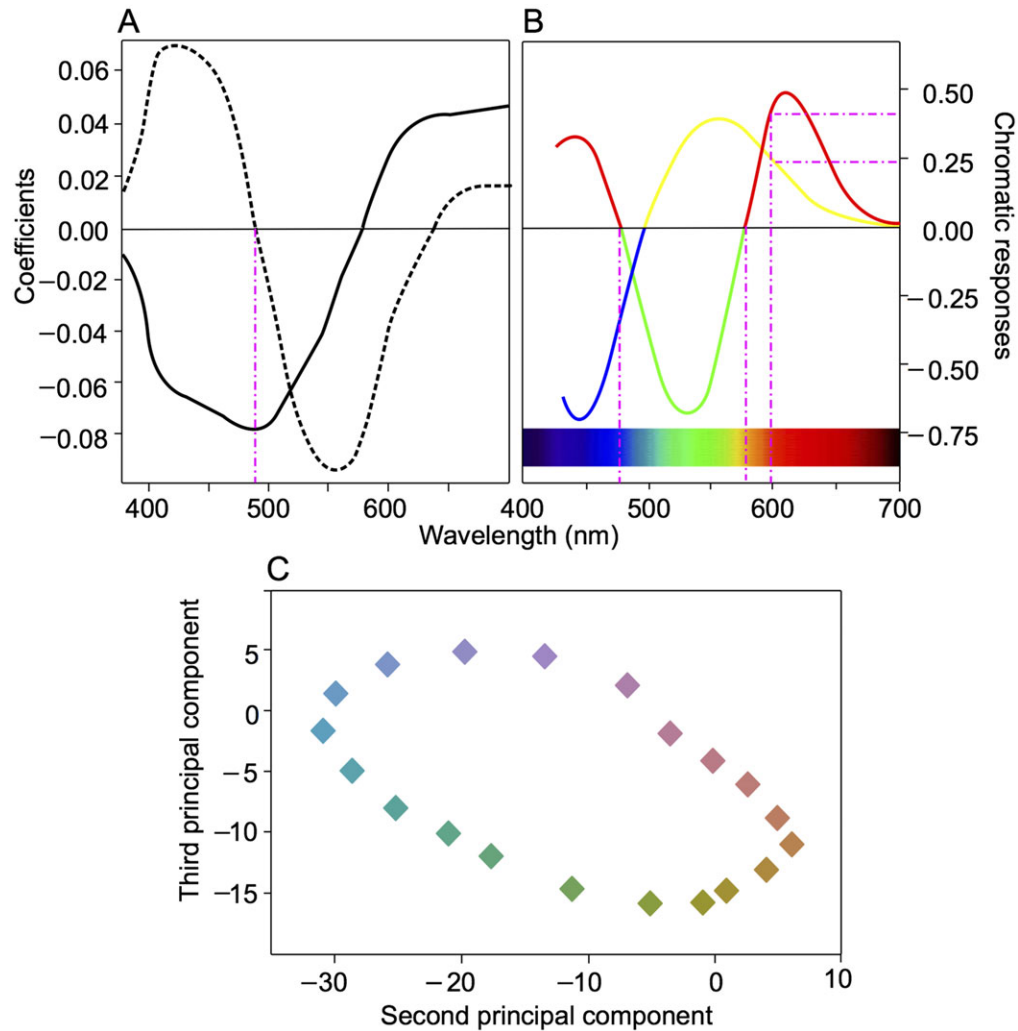 A
B
0.06
0.04
0.02
0.00
−0.02
−0.04
−0.06
−0.08
Coefficients
0.50
0.25
0.00
−0.25
−0.50
−0.75
Chromatic responses
400 500 600 400 500 600 700
Wavelength (nm)
C
5
0
−5
−10
−15
Third principal component
−30 −20 −10 0 10
Second principal component